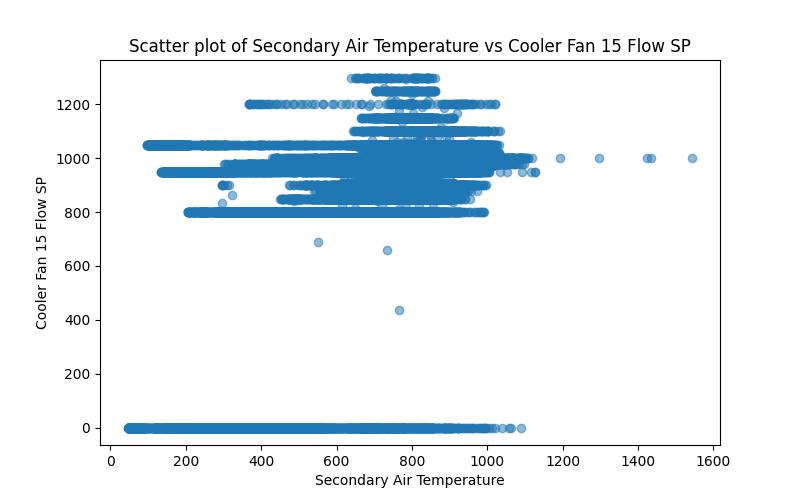 Scatter plot of Secondary Air Temperature vs Cooler Fan 15 Flow SP
Cooler Fan 15 Flow SP
1200
1000
800
600
400
200
0
0 200 400 600 800 1000 1200 1400 1600
Secondary Air Temperature